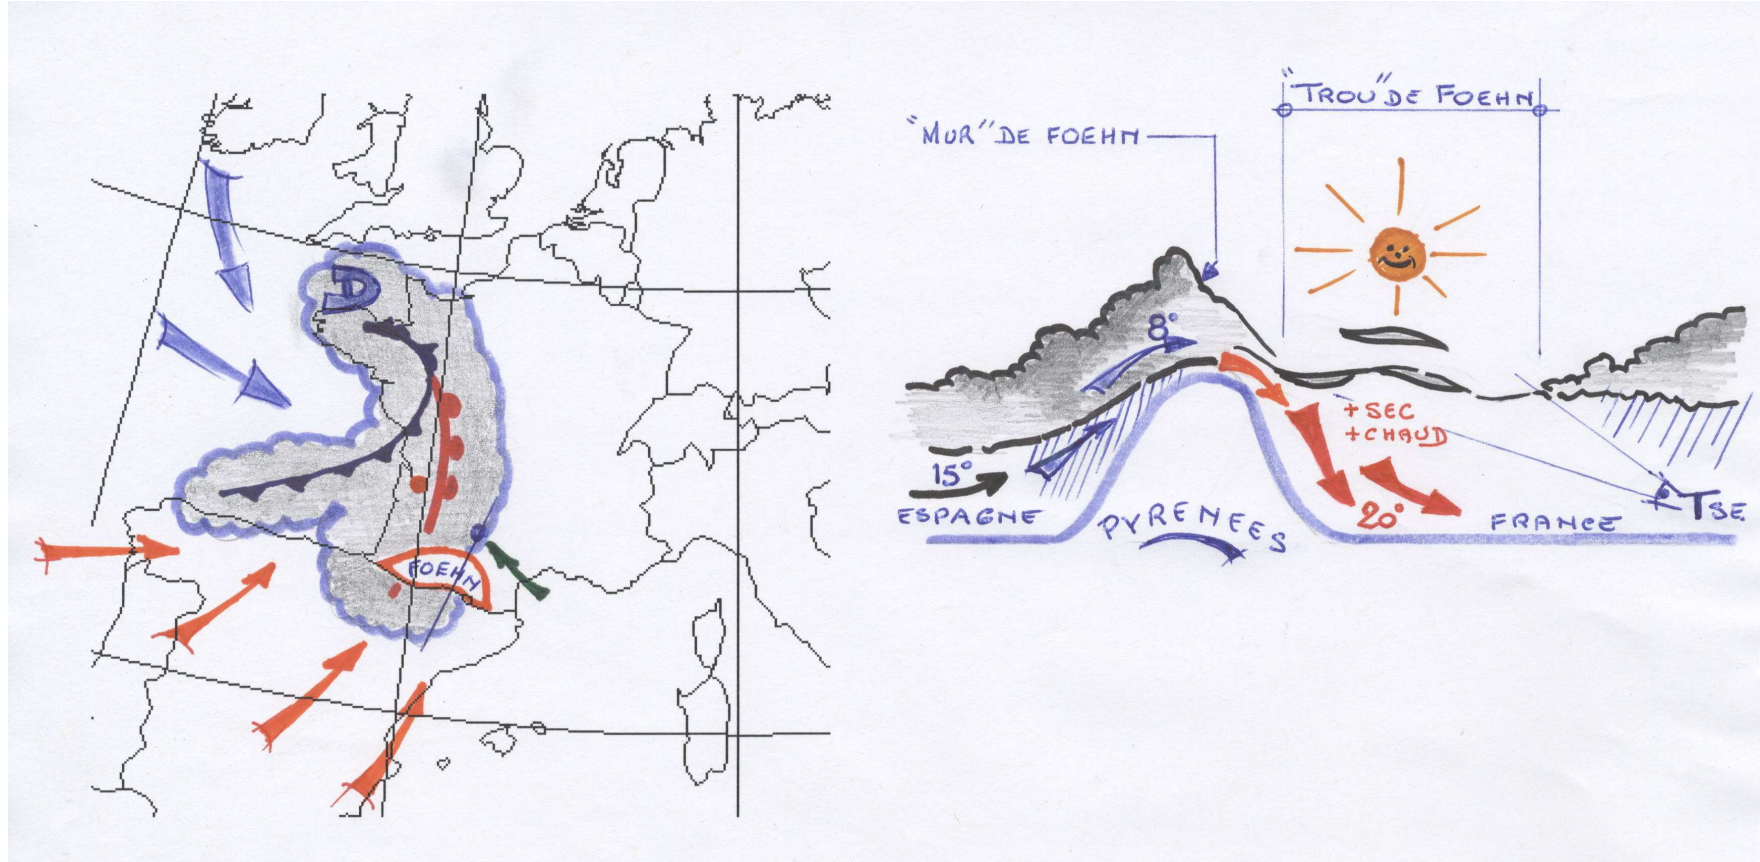 D
FOEHN
"TROU" DE FOEHN
"MUR" DE FOEHN
8°
+ SEC
+ CHAUD
15°
20°
ESPAGNE
PYRENEES
FRANCE
TSE